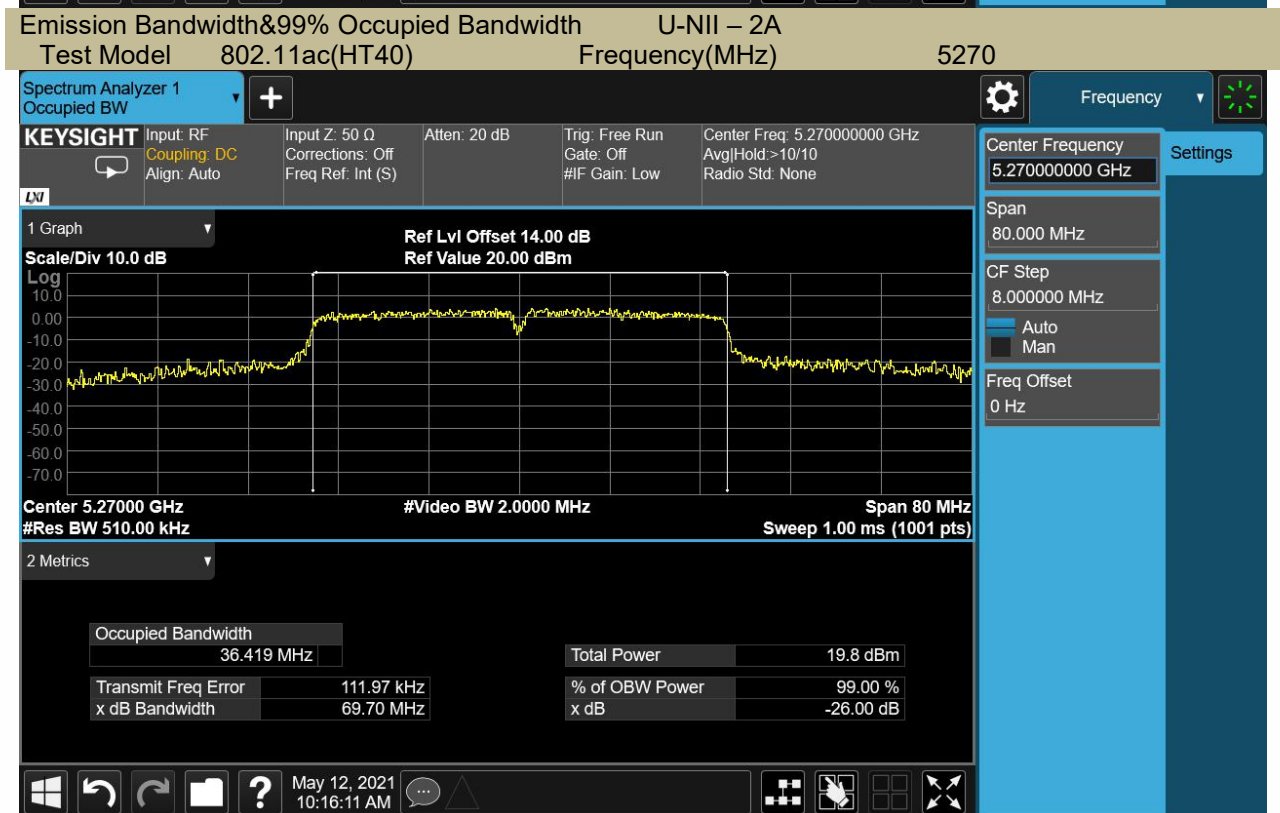 Emission Bandwidth&99% Occupied Bandwidth U-NII – 2A
Test Model 802.11ac(HT40) Frequency(MHz) 5270
Spectrum Analyzer 1
Occupied BW
Frequency
KEYSIGHT
LXI
Input: RF
Coupling: DC
Align: Auto
Input Z: 50 Ω
Corrections: Off
Freq Ref: Int (S)
Atten: 20 dB
Trig: Free Run
Gate: Off
#IF Gain: Low
Center Freq: 5.270000000 GHz
Avg|Hold:>10/10
Radio Std: None
Center Frequency
5.270000000 GHz
Settings
Span
80.000 MHz
CF Step
8.000000 MHz
Auto
Man
Freq Offset
0 Hz
1 Graph
Scale/Div 10.0 dB
Ref Lvl Offset 14.00 dB
Ref Value 20.00 dBm
Log
10.0
0.00
-10.0
-20.0
-30.0
-40.0
-50.0
-60.0
-70.0
Center 5.27000 GHz
#Res BW 510.00 kHz
#Video BW 2.0000 MHz
Span 80 MHz
Sweep 1.00 ms (1001 pts)
2 Metrics
Occupied Bandwidth
36.419 MHz
Total Power 19.8 dBm
Transmit Freq Error 111.97 kHz
% of OBW Power 99.00 %
x dB Bandwidth 69.70 MHz
x dB -26.00 dB
May 12, 2021
10:16:11 AM